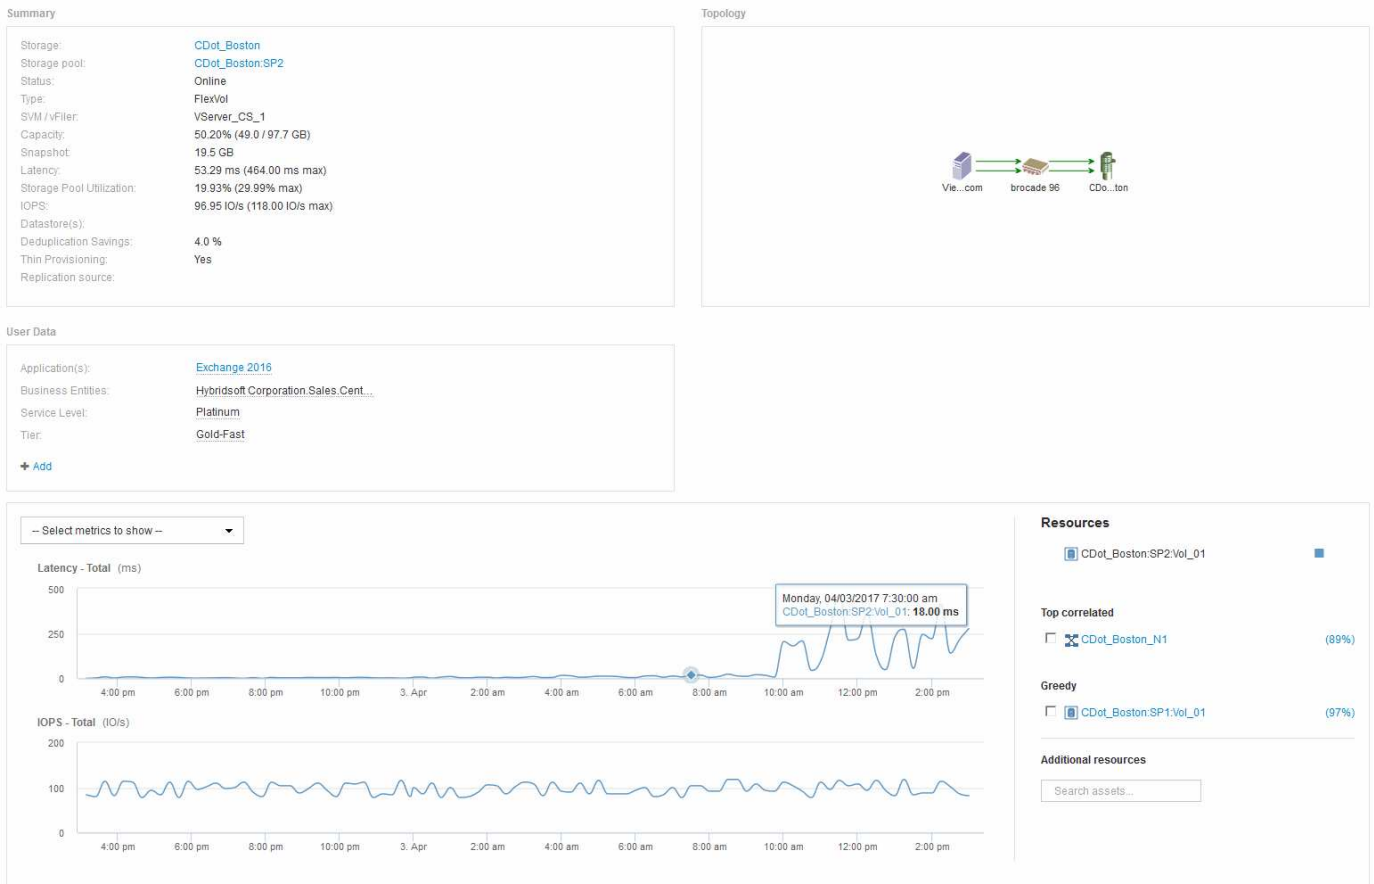 Summary
Storage: CDot_Boston
Storage pool: CDot_Boston:SP2
Status: Online
Type: FlexVol
SVM / vFiler: VServer_CS_1
Capacity: 50.20% (49.0 / 97.7 GB)
Snapshot: 19.5 GB
Latency: 53.29 ms (464.00 ms max)
Storage Pool Utilization: 19.93% (29.99% max)
IOPS: 96.95 IO/s (118.00 IO/s max)
Datastore(s):
Deduplication Savings: 4.0 %
Thin Provisioning: Yes
Replication source:
Topology
Vie...com brocade 96 CDo...ton
User Data
Application(s): Exchange 2016
Business Entities: Hybridsoft Corporation.Sales.Cent...
Service Level: Platinum
Tier: Gold-Fast
+ Add
-- Select metrics to show --
Latency - Total (ms)
500
250
0
Monday, 04/03/2017 7:30:00 am
CDot_Boston:SP2:Vol_01: 18.00 ms
4:00 pm 6:00 pm 8:00 pm 10:00 pm 3. Apr 2:00 am 4:00 am 6:00 am 8:00 am 10:00 am 12:00 pm 2:00 pm
IOPS - Total (IO/s)
200
100
0
4:00 pm 6:00 pm 8:00 pm 10:00 pm 3. Apr 2:00 am 4:00 am 6:00 am 8:00 am 10:00 am 12:00 pm 2:00 pm
Resources
CDot_Boston:SP2:Vol_01
Top correlated
CDot_Boston_N1 (89%)
Greedy
CDot_Boston:SP1:Vol_01 (97%)
Additional resources
Search assets...